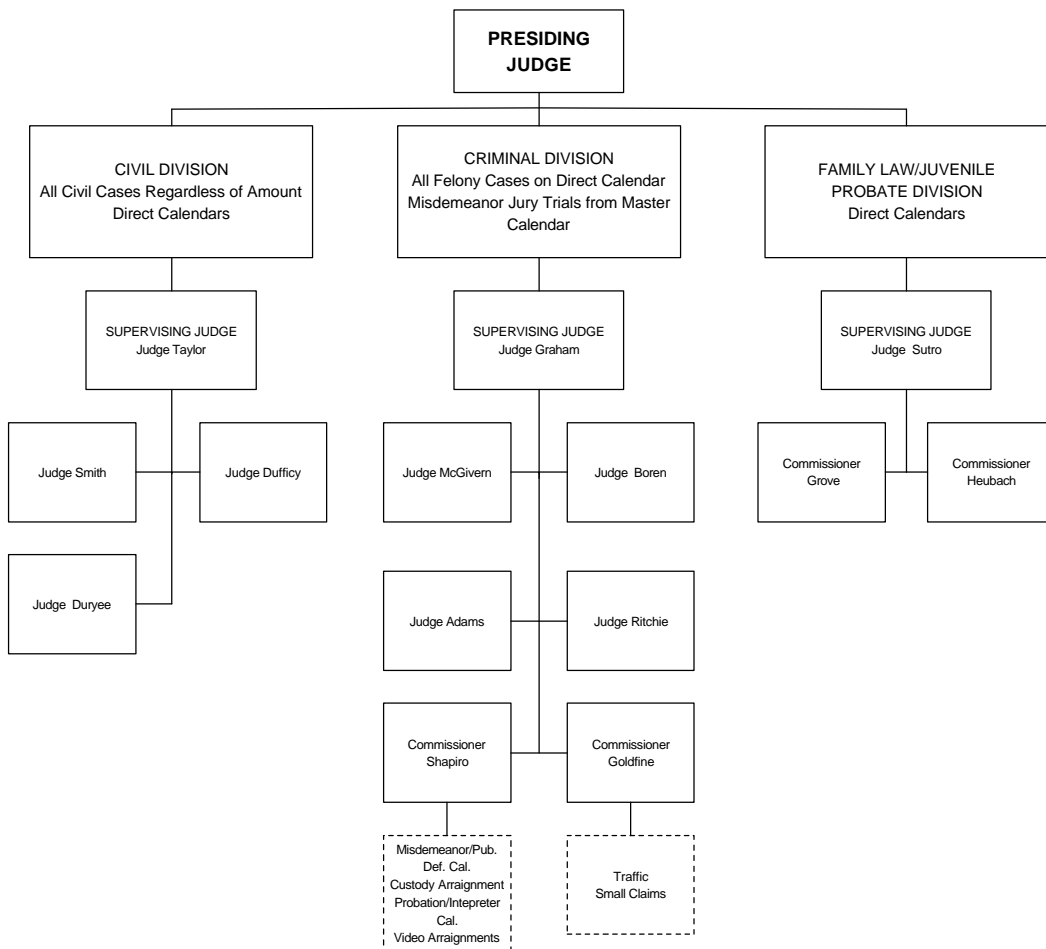 PRESIDING
JUDGE
CIVIL DIVISION
All Civil Cases Regardless of Amount
Direct Calendars
CRIMINAL DIVISION
All Felony Cases on Direct Calendar
Misdemeanor Jury Trials from Master
Calendar
FAMILY LAW/JUVENILE
PROBATE DIVISION
Direct Calendars
SUPERVISING JUDGE
Judge Taylor
SUPERVISING JUDGE
Judge Graham
SUPERVISING JUDGE
Judge Sutro
Judge Smith
Judge Dufficy
Judge McGivern
Judge Boren
Commissioner
Grove
Commissioner
Heubach
Judge Duryee
Judge Adams
Judge Ritchie
Commissioner
Shapiro
Commissioner
Goldfine
Misdemeanor/Pub.
Def. Cal.
Custody Arraignment
Probation/Intepreter
Cal.
Video Arraignments
Traffic
Small Claims